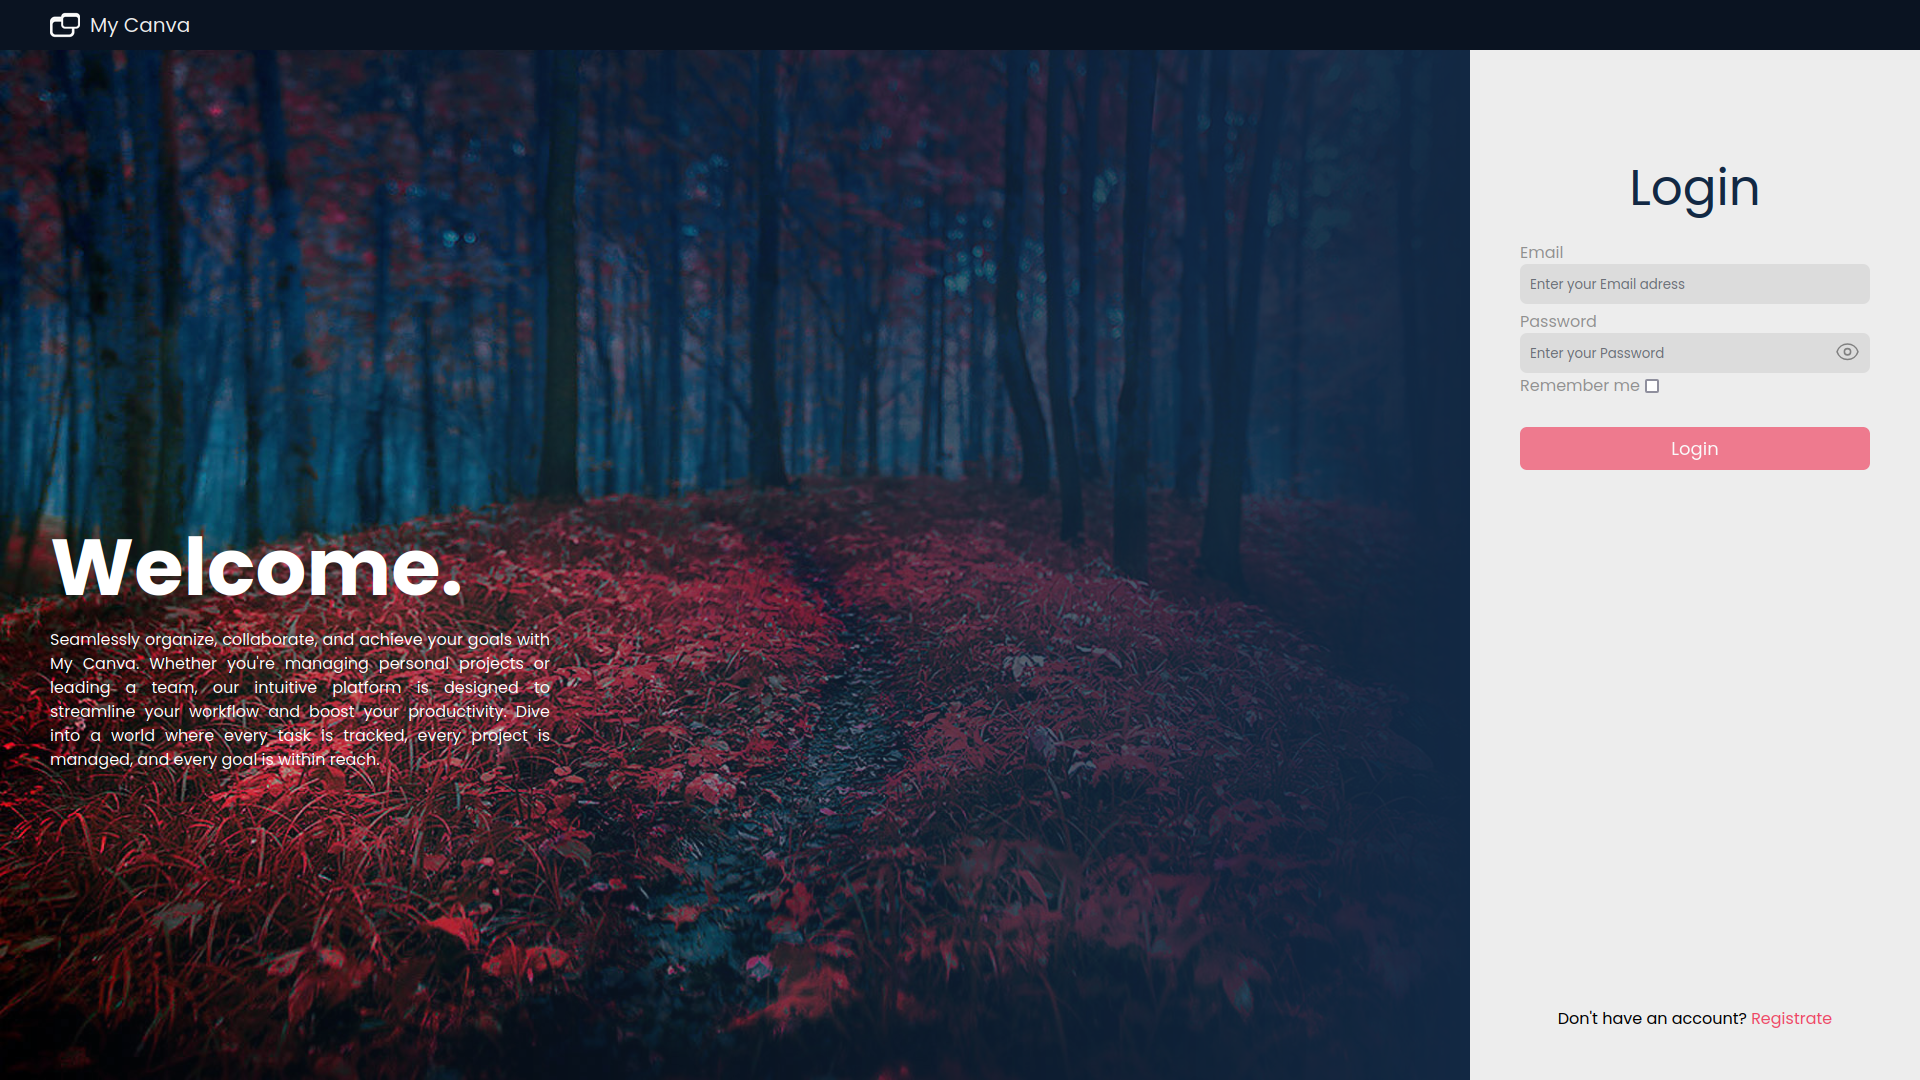 My Canva
Welcome.
Seamlessly organize, collaborate, and achieve your goals with
My Canva. Whether you're managing personal projects or
leading a team, our intuitive platform is designed to
streamline your workflow and boost your productivity. Dive
into a world where every task is tracked, every project is
managed, and every goal is within reach.
Login
Email
Enter your Email adress
Password
Enter your Password
Remember me
Login
Don't have an account? Registrate